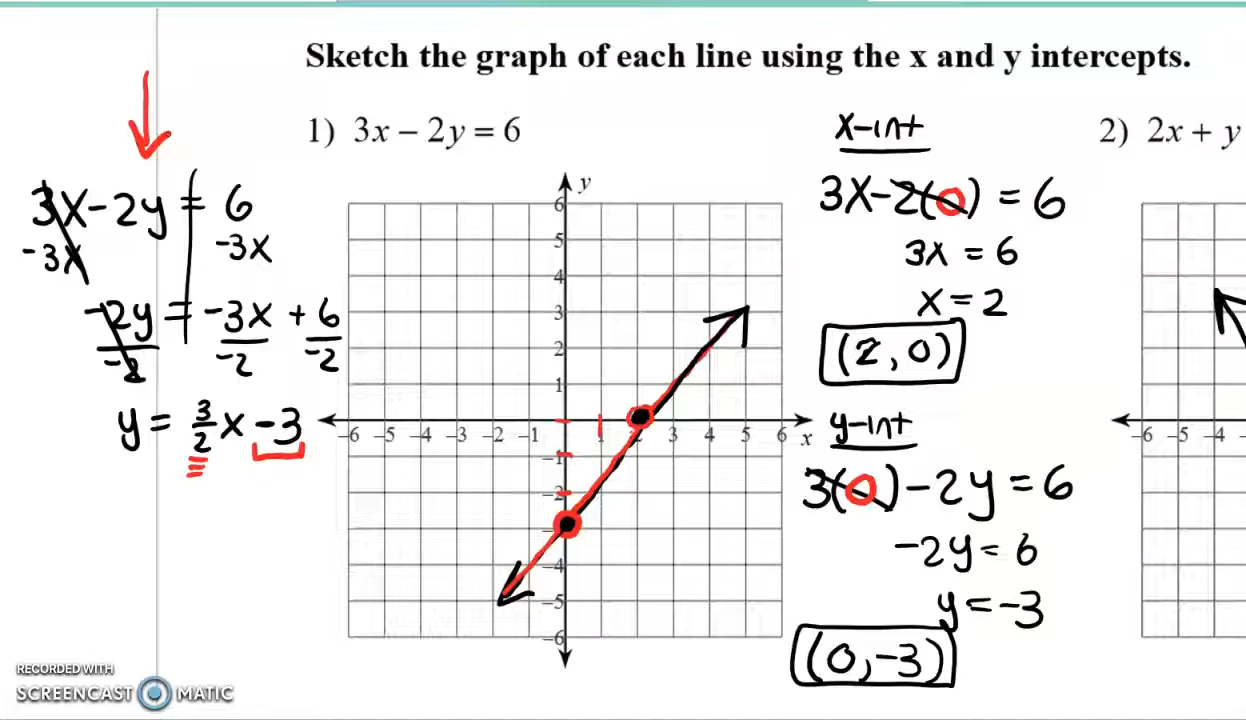 Sketch the graph of each line using the x and y intercepts.
1) 3x – 2y = 6
2) 2x + y
3x - 2y = 6
-3x -3x
-2y = -3x + 6
-2 -2 -2
y = 3/2 x - 3
y
6
5
4
3
2
1
-6 -5 -4 -3 -2 -1 1 2 3 4 5 6 x
-1
-2
-4
-5
-6
x-int
3x - 2(0) = 6
3x = 6
x = 2
(2, 0)
y-int
3(0) - 2y = 6
-2y = 6
y = -3
(0, -3)
-6 -5 -4
RECORDED WITH
SCREENCAST MATIC